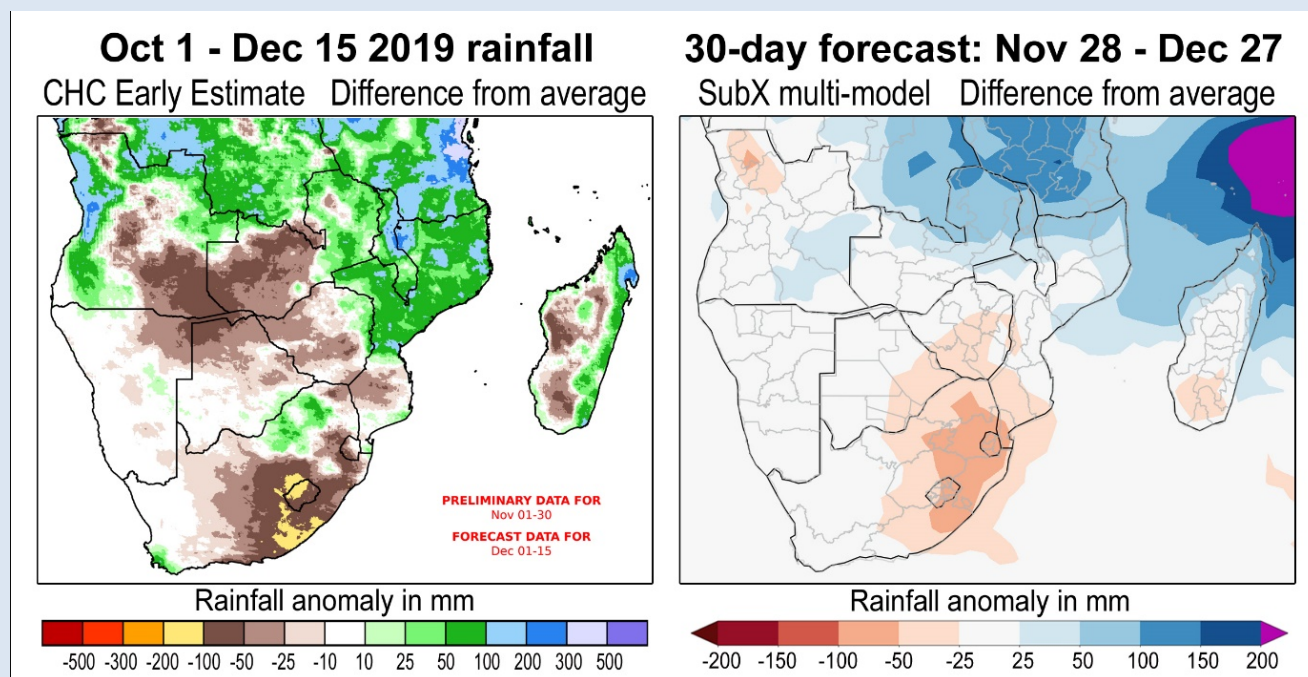 Oct 1 - Dec 15 2019 rainfall
CHC Early Estimate Difference from average
PRELIMINARY DATA FOR
Nov 01-30
FORECAST DATA FOR
Dec 01-15
Rainfall anomaly in mm
-500 -300 -200 -100 -50 -25 -10 10 25 50 100 200 300 500
30-day forecast: Nov 28 - Dec 27
SubX multi-model Difference from average
Rainfall anomaly in mm
-200 -150 -100 -50 -25 25 50 100 150 200